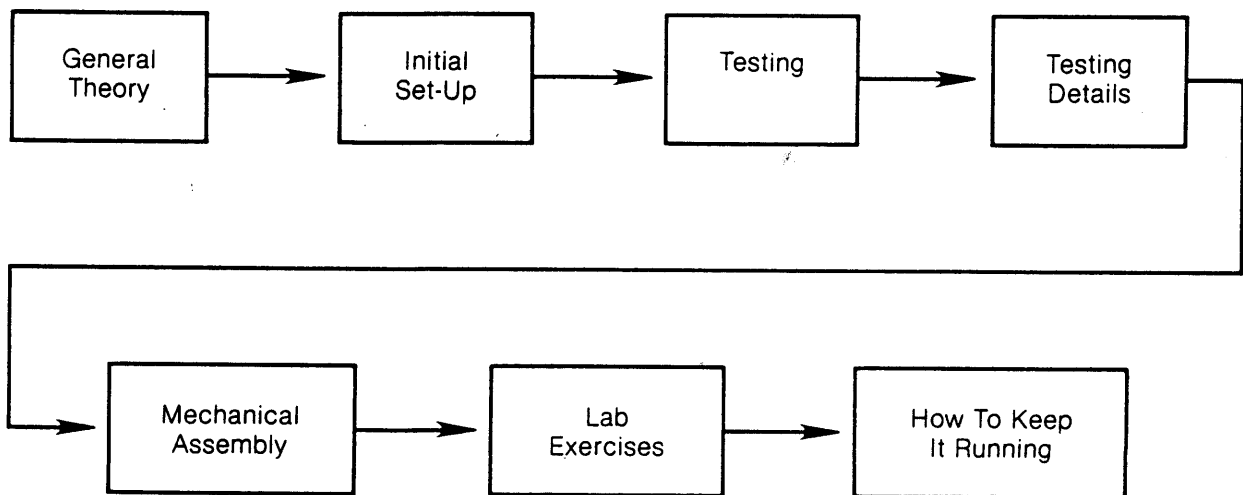 General
Theory
Initial
Set-Up
Testing
Testing
Details
Mechanical
Assembly
Lab
Exercises
How To Keep
It Running